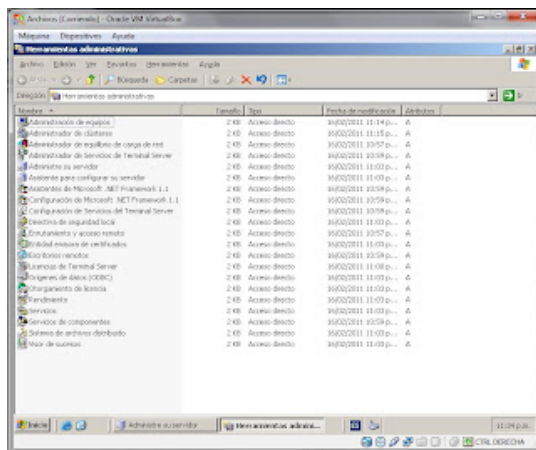 Archivos [Corriendo] - Oracle VM VirtualBox
Máquina Dispositivos Ayuda
Herramientas administrativas
Archivo Edición Ver Favoritos Herramientas Ayuda
Atrás Búsqueda Carpetas
Dirección Herramientas administrativas Ir
Nombre Tamaño Tipo Fecha de modificación Atributos
Administración de equipos 2 KB Acceso directo 16/02/2011 11:14 p... A
Administrador de clústeres 2 KB Acceso directo 16/02/2011 11:15 p... A
Administrador de equilibrio de carga de red 2 KB Acceso directo 16/02/2011 10:57 p... A
Administrador de Servicios de Terminal Server 2 KB Acceso directo 16/02/2011 10:59 p... A
Administre su servidor 2 KB Acceso directo 16/02/2011 11:03 p... A
Asistente para configurar su servidor 2 KB Acceso directo 16/02/2011 11:03 p... A
Asistentes de Microsoft .NET Framework 1.1 2 KB Acceso directo 16/02/2011 10:59 p... A
Configuración de Microsoft .NET Framework 1.1 2 KB Acceso directo 16/02/2011 10:59 p... A
Configuración de Servicios del Terminal Server 2 KB Acceso directo 16/02/2011 10:59 p... A
Directiva de seguridad local 2 KB Acceso directo 16/02/2011 11:03 p... A
Enrutamiento y acceso remoto 2 KB Acceso directo 16/02/2011 10:57 p... A
Entidad emisora de certificados 2 KB Acceso directo 16/02/2011 11:00 p... A
Escritorios remotos 2 KB Acceso directo 16/02/2011 10:59 p... A
Licencias de Terminal Server 2 KB Acceso directo 16/02/2011 11:00 p... A
Orígenes de datos (ODBC) 2 KB Acceso directo 16/02/2011 11:03 p... A
Otorgamiento de licencia 2 KB Acceso directo 16/02/2011 11:03 p... A
Rendimiento 2 KB Acceso directo 16/02/2011 11:03 p... A
Servicios 2 KB Acceso directo 16/02/2011 11:03 p... A
Servicios de componentes 2 KB Acceso directo 16/02/2011 10:59 p... A
Sistema de archivos distribuido 2 KB Acceso directo 16/02/2011 11:03 p... A
Visor de sucesos 2 KB Acceso directo 16/02/2011 11:03 p... A
Inicio Administre su servidor Herramientas admini... 11:24 p.m.
CTRL DERECHA